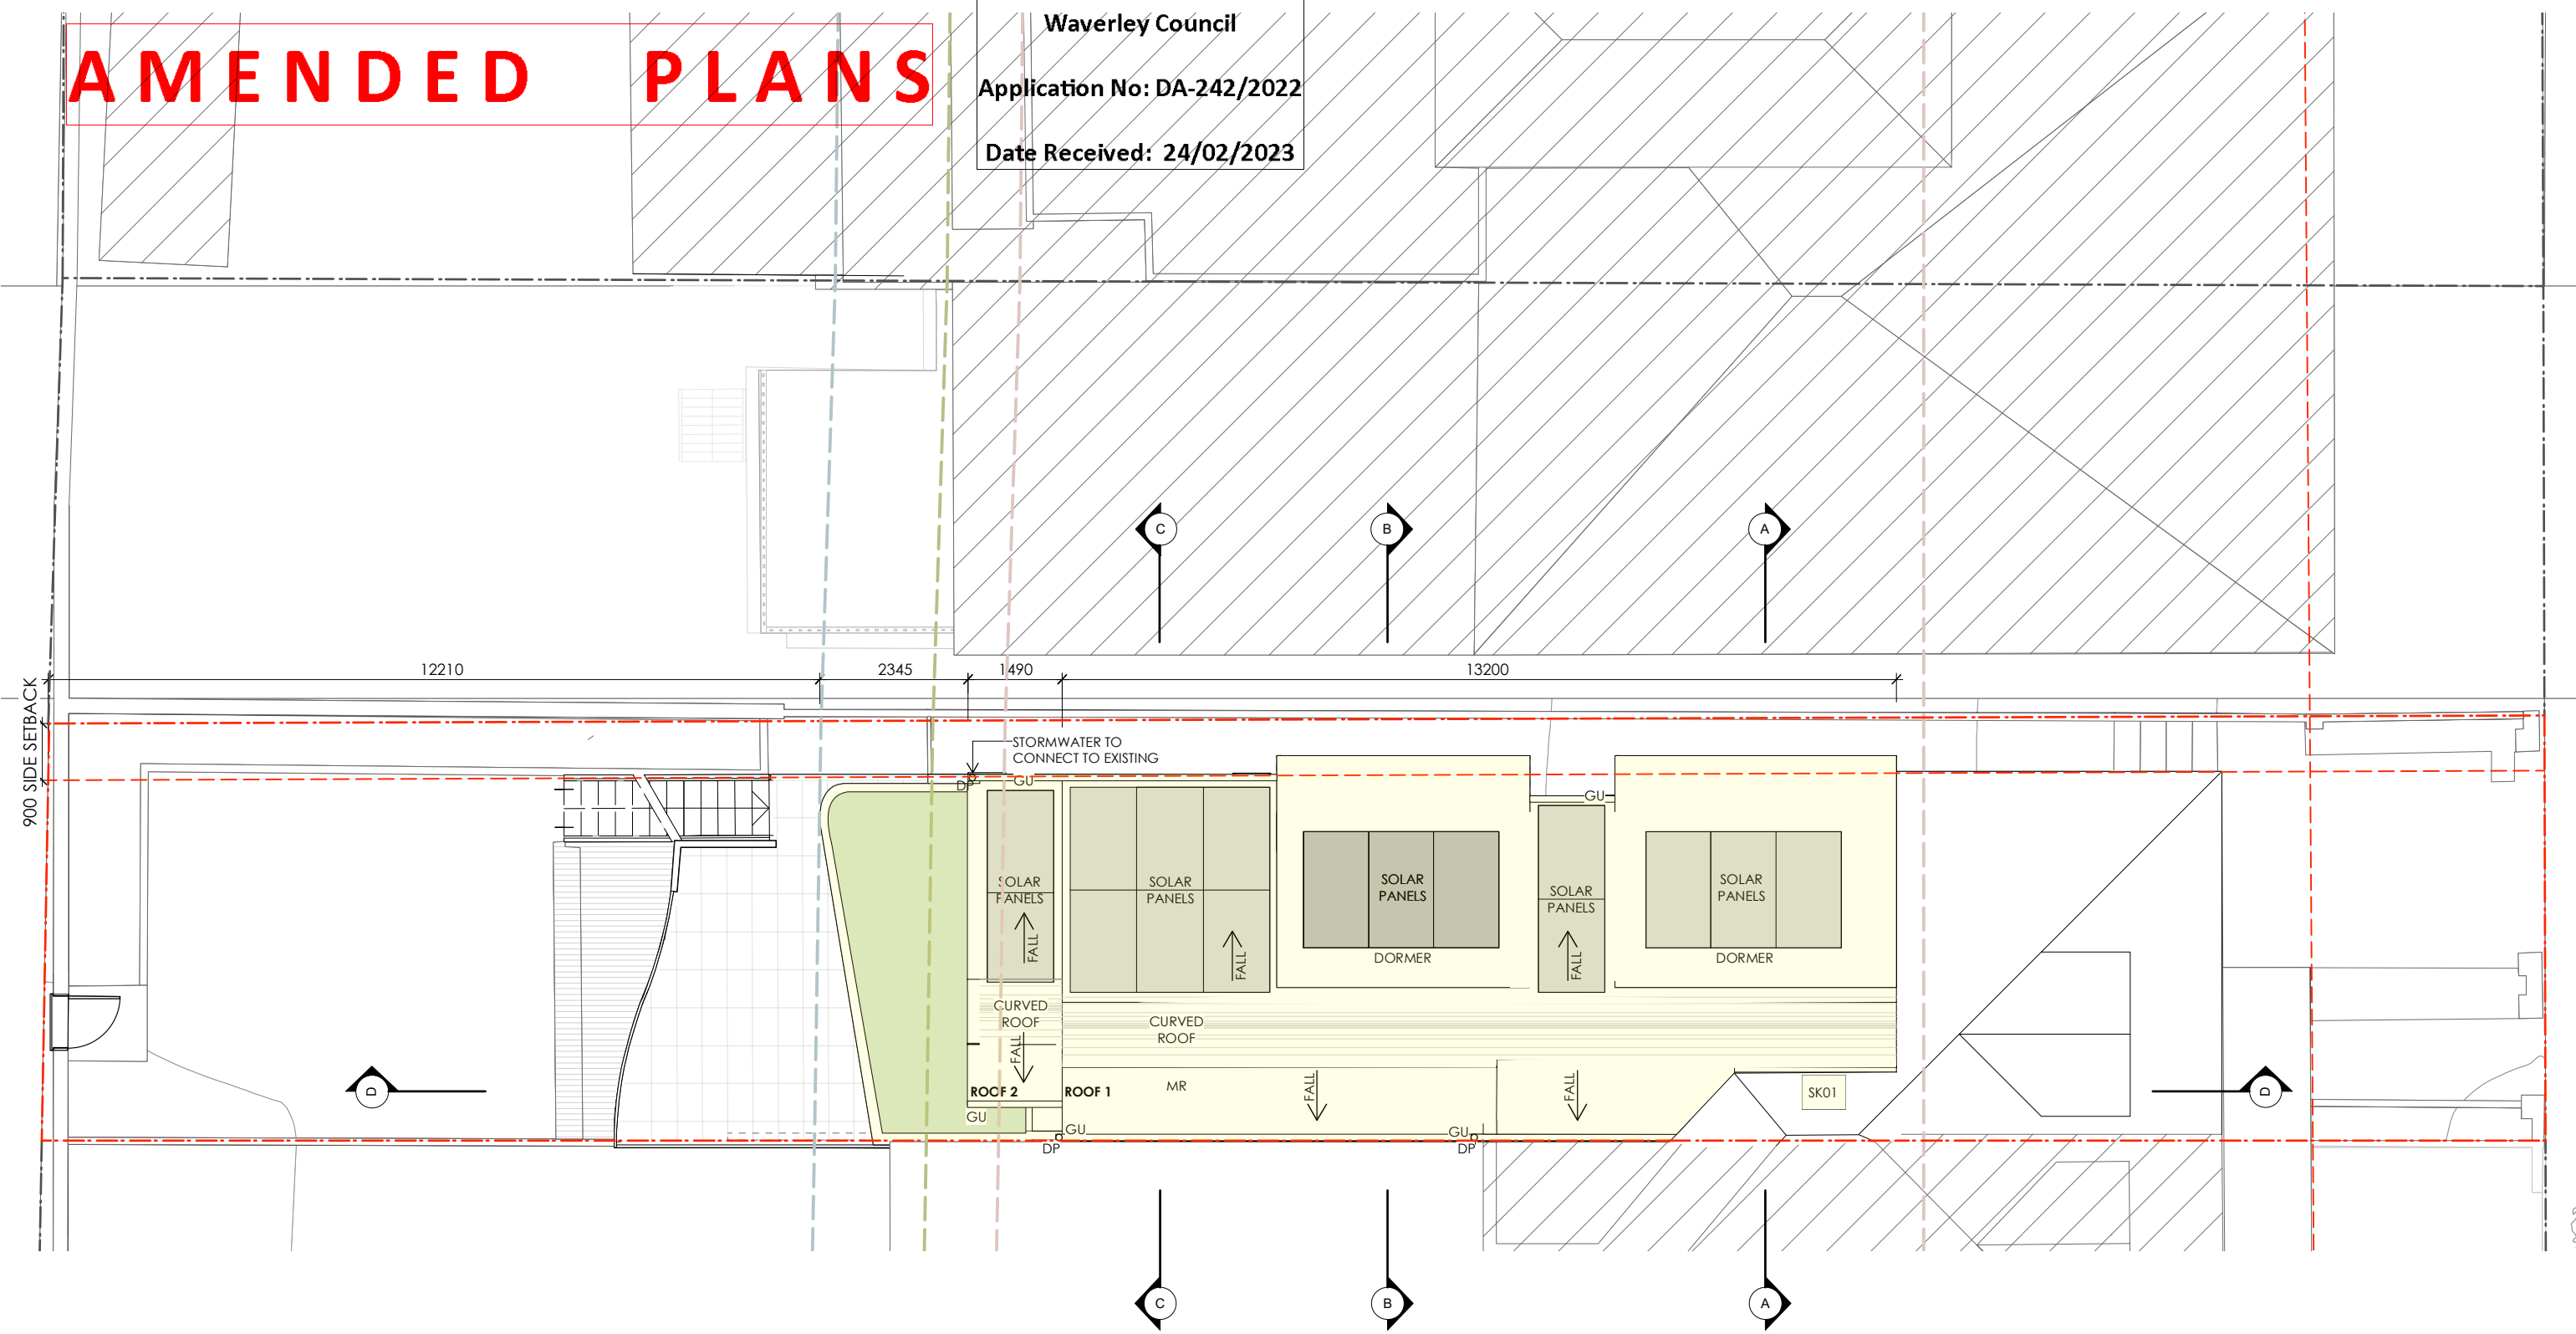 AMENDED PLANS
Waverley Council
Application No: DA-242/2022
Date Received: 24/02/2023
C
B
A
12210
2345
1490
13200
900 SIDE SETBACK
STORMWATER TO
CONNECT TO EXISTING
DP
GU
GU
SOLAR
PANELS
SOLAR
PANELS
SOLAR
PANELS
SOLAR
PANELS
SOLAR
PANELS
FALL
FALL
FALL
DORMER
DORMER
CURVED
ROOF
CURVED
ROOF
FALL
FALL
FALL
ROOF 2
ROOF 1
MR
SK01
D
D
GU
GU
DP
GU
DP
C
B
A